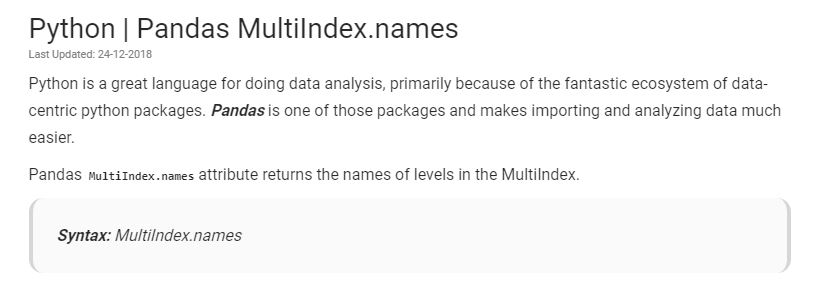 Python | Pandas MultiIndex.names
Last Updated: 24-12-2018
Python is a great language for doing data analysis, primarily because of the fantastic ecosystem of data-
centric python packages. Pandas is one of those packages and makes importing and analyzing data much
easier.
Pandas MultiIndex.names attribute returns the names of levels in the MultiIndex.
Syntax: MultiIndex.names